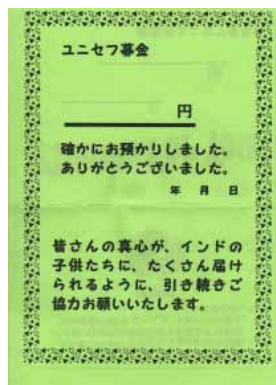 ユニセフ募金
円
確かにお預かりしました。
ありがとうございました。
年 月 日
皆さんの真心が、インドの
子供たちに、たくさん届け
られるように、引き続きご
協力お願いいたします。